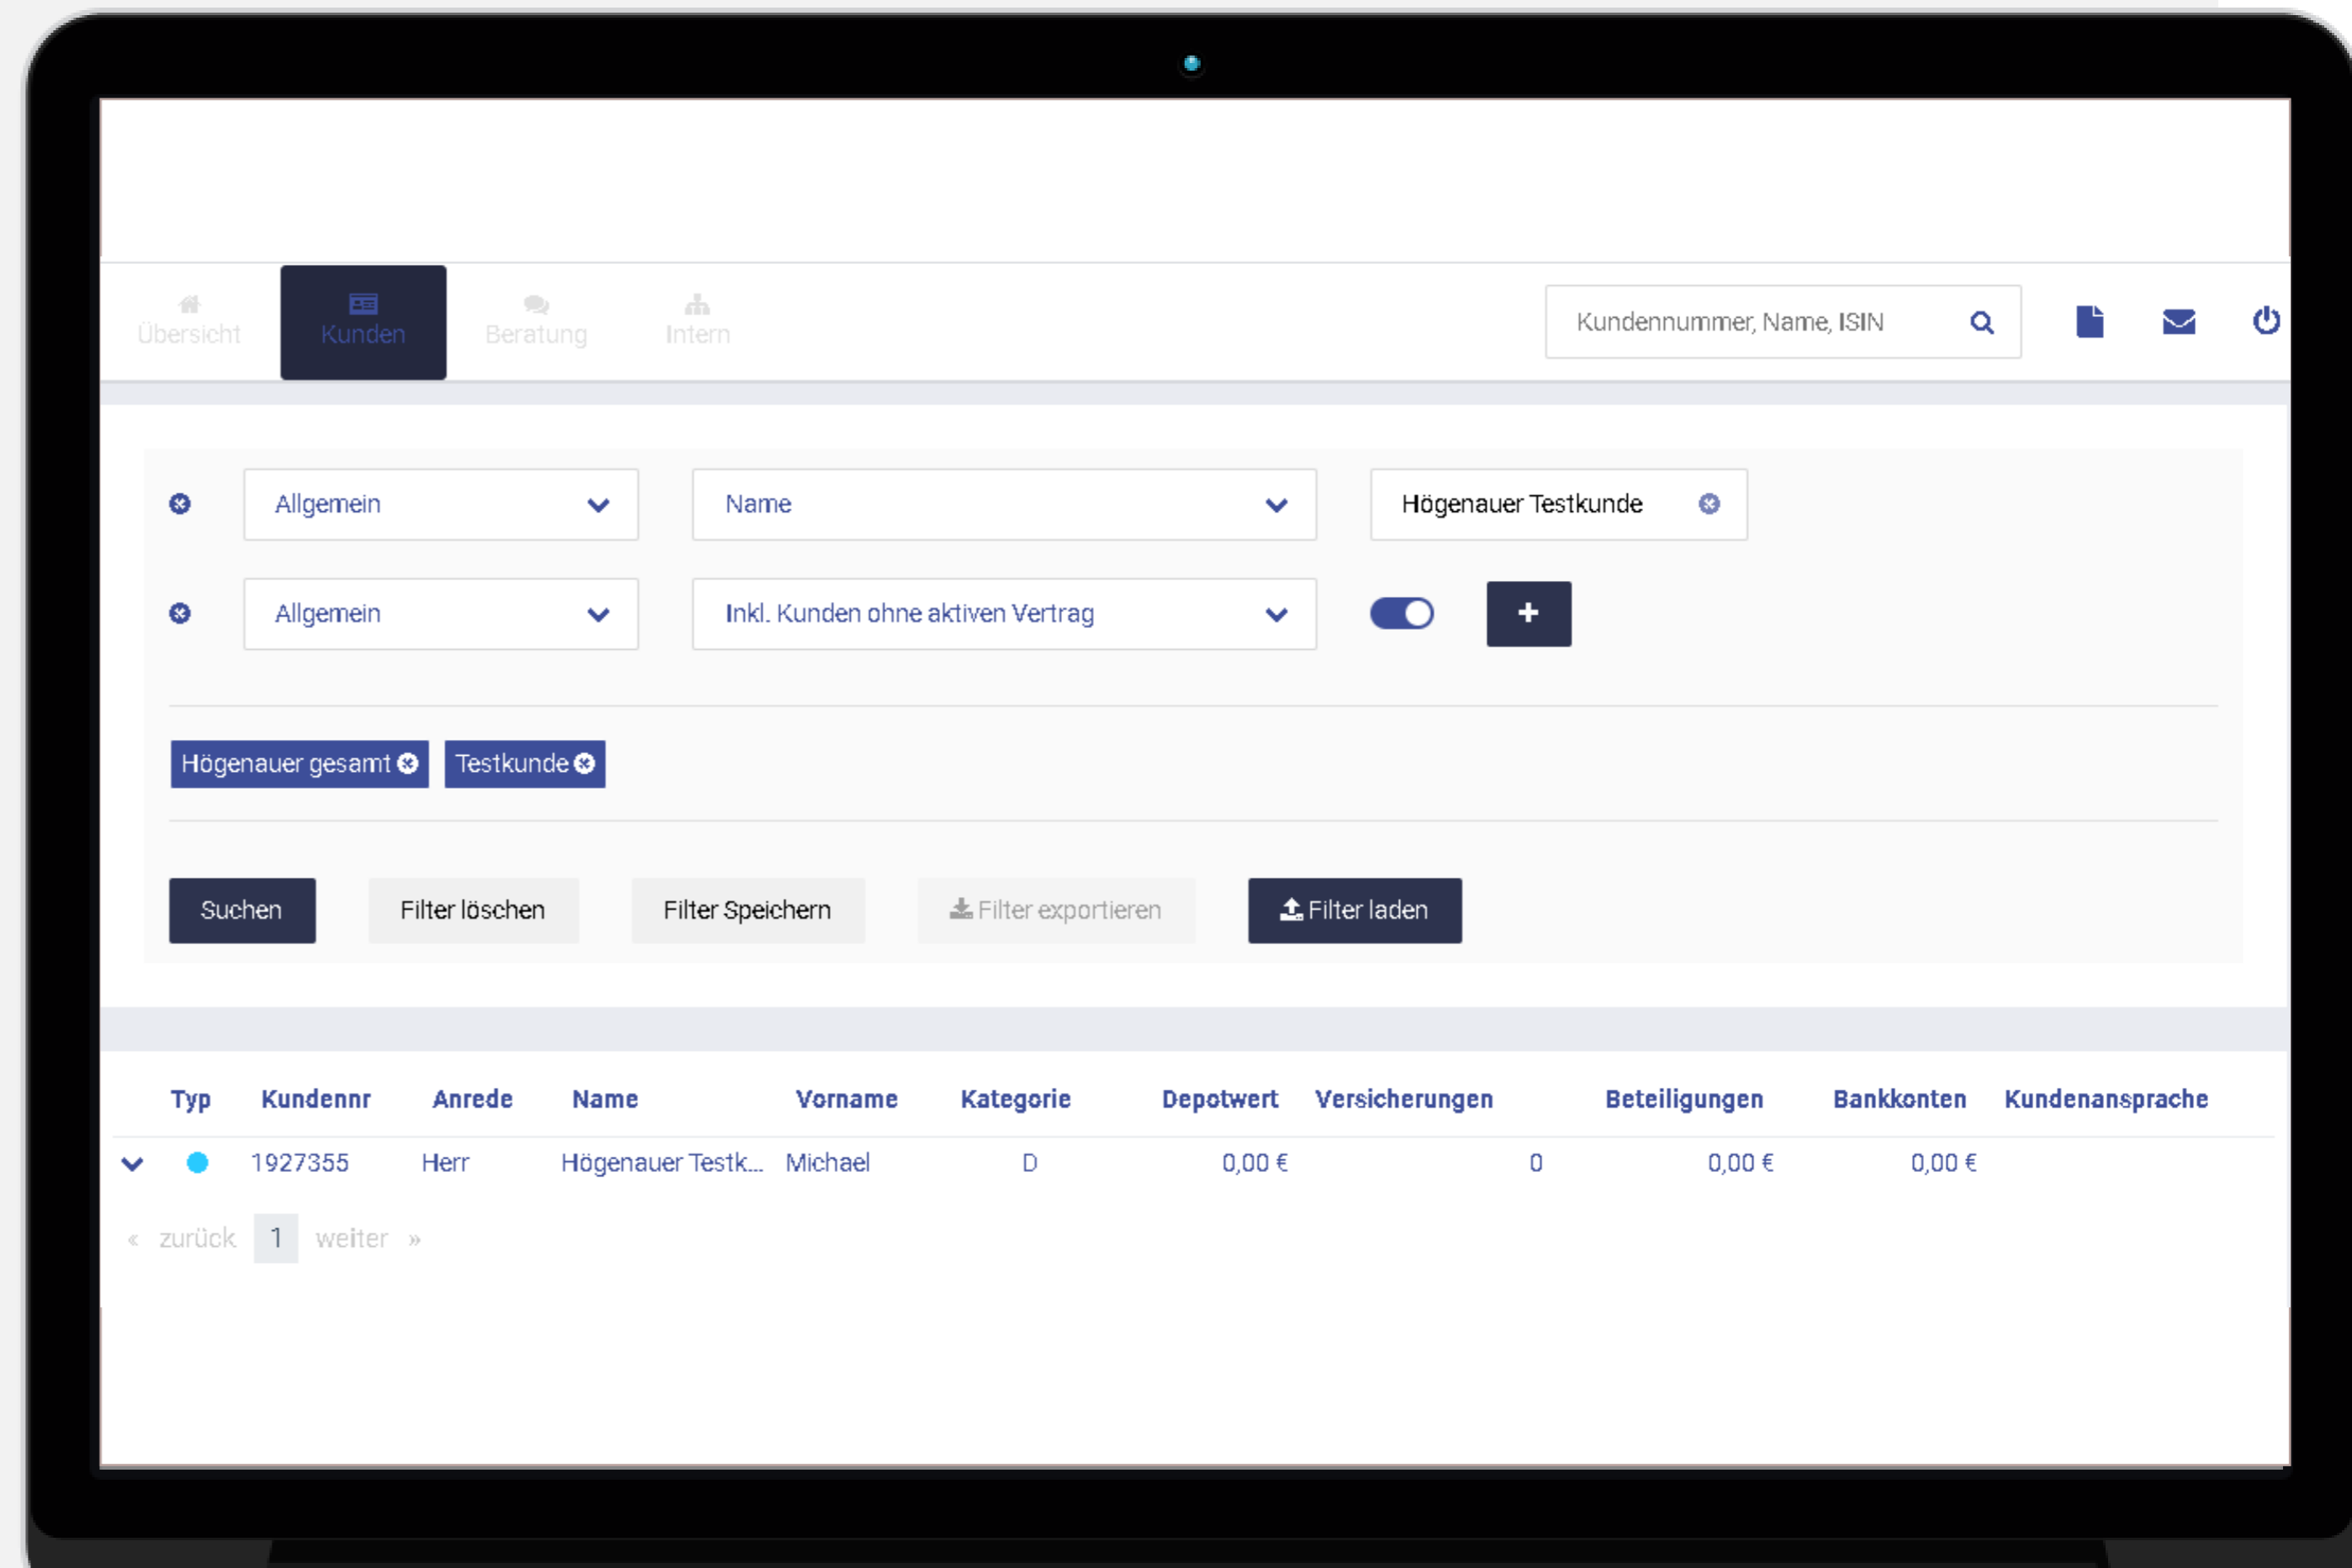 Übersicht Kunden Beratung Intern Kundennummer, Name, ISIN
Allgemein Name Högenauer Testkunde
Allgemein Inkl. Kunden ohne aktiven Vertrag +
Högenauer gesamt Testkunde
Suchen Filter löschen Filter Speichern Filter exportieren Filter laden
Typ Kundennr Anrede Name Vorname Kategorie Depotwert Versicherungen Beteiligungen Bankkonten Kundenansprache
1927355 Herr Högenauer Testk... Michael D 0,00 € 0 0,00 € 0,00 €
« zurück 1 weiter »